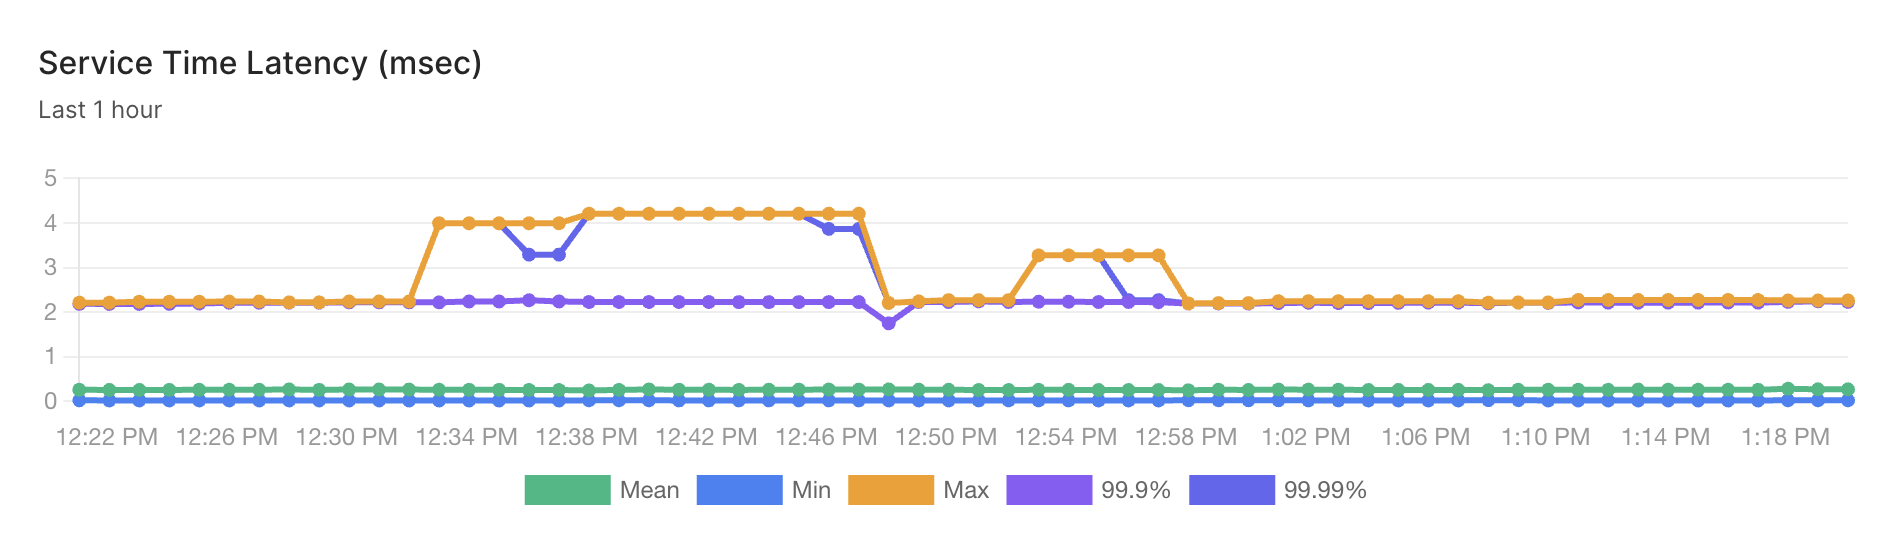 Service Time Latency (msec)
Last 1 hour
5
4
3
2
1
0
12:22 PM 12:26 PM 12:30 PM 12:34 PM 12:38 PM 12:42 PM 12:46 PM 12:50 PM 12:54 PM 12:58 PM 1:02 PM 1:06 PM 1:10 PM 1:14 PM 1:18 PM
Mean Min Max 99.9% 99.99%